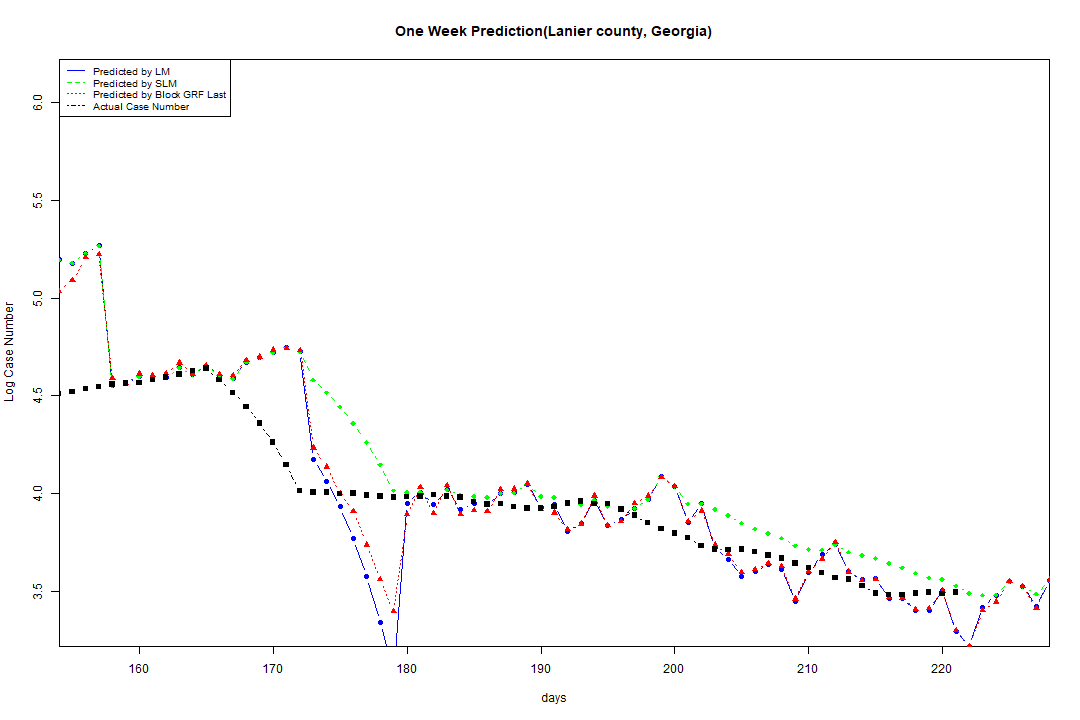 One Week Prediction(Lanier county, Georgia)
Predicted by LM
Predicted by SLM
Predicted by Block GRF Last
Actual Case Number
6.0
5.5
5.0
4.5
4.0
3.5
Log Case Number
160 170 180 190 200 210 220
days